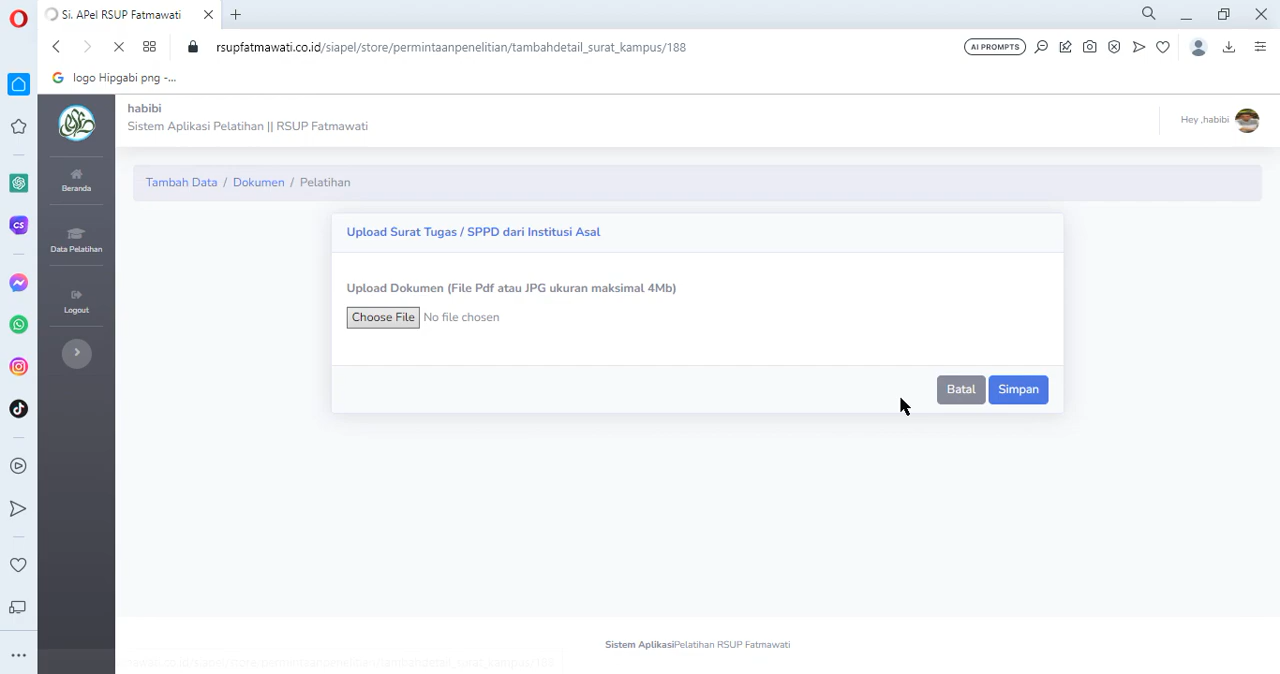 Si. APel RSUP Fatmawati
rsupfatmawati.co.id/siapel/store/permintaanpenelitian/tambahdetail_surat_kampus/188
AI PROMPTS
logo Hipgabi png -...
habibi
Sistem Aplikasi Pelatihan || RSUP Fatmawati
Hey ,habibi
Beranda
Data Pelatihan
Logout
Tambah Data / Dokumen / Pelatihan
Upload Surat Tugas / SPPD dari Institusi Asal
Upload Dokumen (File Pdf atau JPG ukuran maksimal 4Mb)
Choose File No file chosen
Batal Simpan
Sistem AplikasiPelatihan RSUP Fatmawati
CS